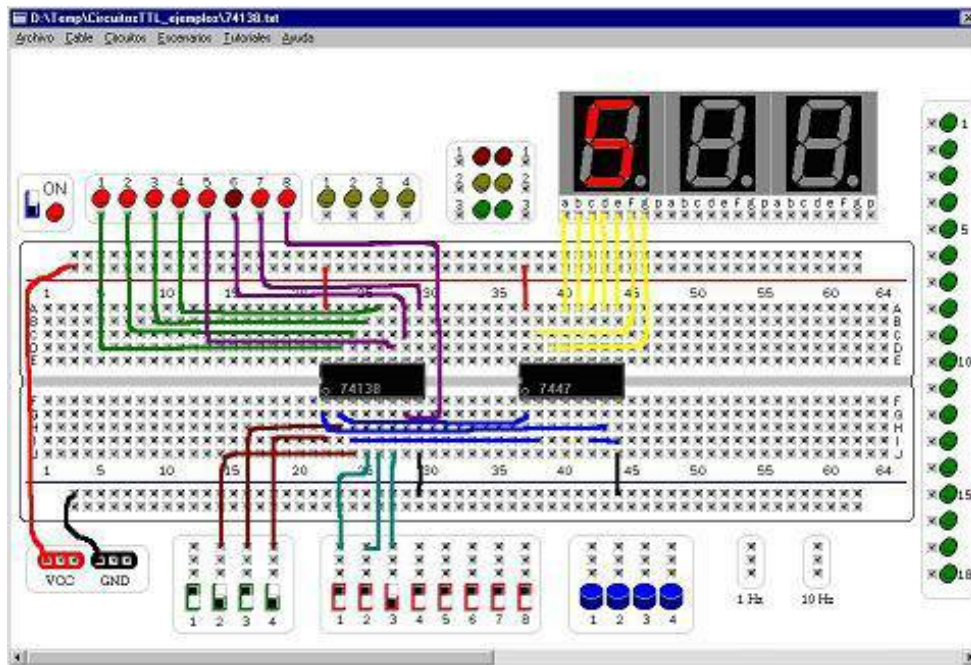 D:\Temp\CircuitosTTL_ejemplos\74138.txt
Archivo Cable Circuitos Escenarios Tutoriales Ayuda
5
ON
1 2 3 4 5 6 7 8
1 2 3 4
1 1
2 2
3 3
a b c d e f g p a b c d e f g p a b c d e f g p
1
5
10
15
18
1 5 10 15 20 25 30 35 40 45 50 55 60 64
A A
B B
C C
D D
E E
74138
7447
F F
G G
H H
I I
J J
1 5 10 15 20 25 30 35 40 45 50 55 60 64
VCC GND
1 2 3 4
1 2 3 4 5 6 7 8
1 2 3 4
1 Hz
10 Hz